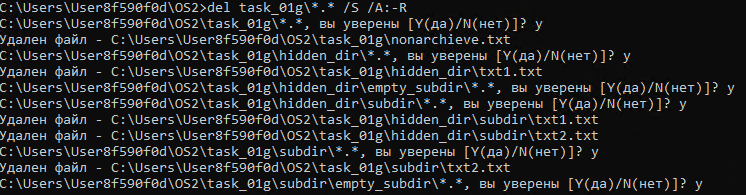 C:\Users\User8f590f0d\OS2>del task_01g\*.* /S /A:-R
C:\Users\User8f590f0d\OS2\task_01g\*.*, вы уверены [Y(да)/N(нет)]? y
Удален файл - C:\Users\User8f590f0d\OS2\task_01g\nonarchieve.txt
C:\Users\User8f590f0d\OS2\task_01g\hidden_dir\*.*, вы уверены [Y(да)/N(нет)]? y
Удален файл - C:\Users\User8f590f0d\OS2\task_01g\hidden_dir\txt1.txt
C:\Users\User8f590f0d\OS2\task_01g\hidden_dir\empty_subdir\*.*, вы уверены [Y(да)/N(нет)]? y
C:\Users\User8f590f0d\OS2\task_01g\hidden_dir\subdir\*.*, вы уверены [Y(да)/N(нет)]? y
Удален файл - C:\Users\User8f590f0d\OS2\task_01g\hidden_dir\subdir\txt1.txt
Удален файл - C:\Users\User8f590f0d\OS2\task_01g\hidden_dir\subdir\txt2.txt
C:\Users\User8f590f0d\OS2\task_01g\subdir\*.*, вы уверены [Y(да)/N(нет)]? y
Удален файл - C:\Users\User8f590f0d\OS2\task_01g\subdir\txt2.txt
C:\Users\User8f590f0d\OS2\task_01g\subdir\empty_subdir\*.*, вы уверены [Y(да)/N(нет)]? y